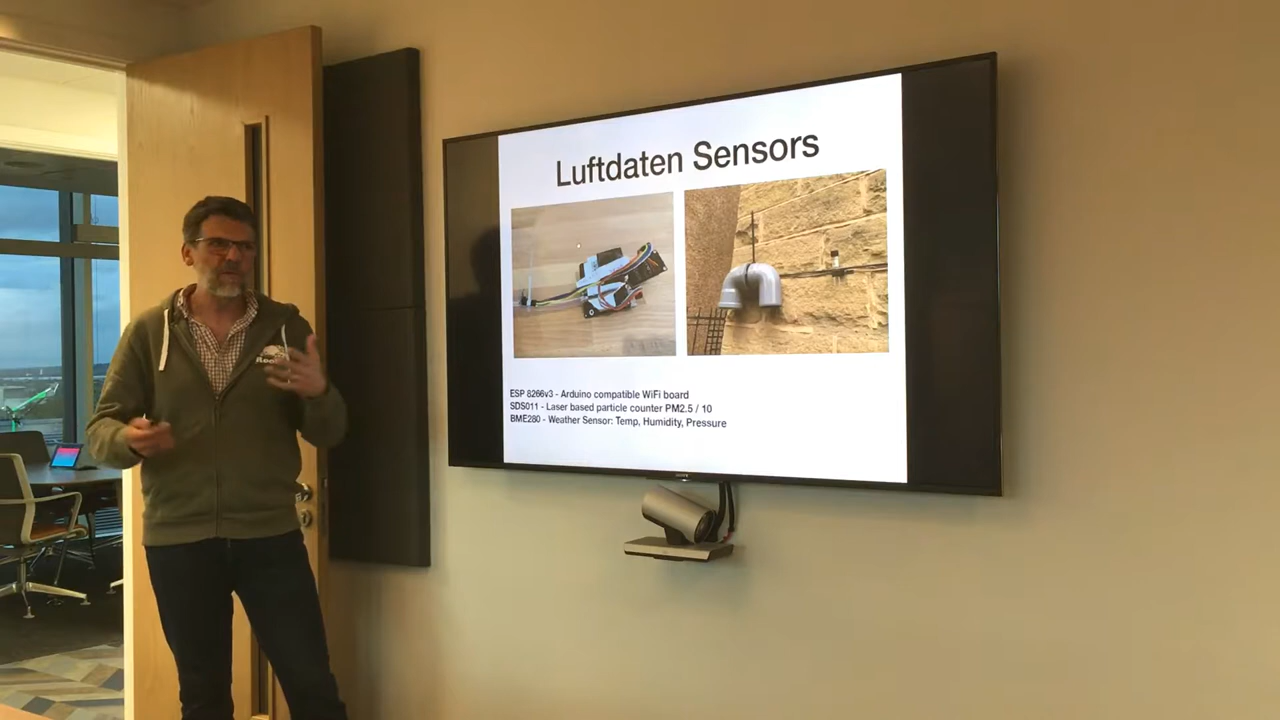 Luftdaten Sensors
ESP 8266v3 - Arduino compatible WiFi board
SDS011 - Laser based particle counter PM2.5 / 10
BME280 - Weather Sensor: Temp, Humidity, Pressure